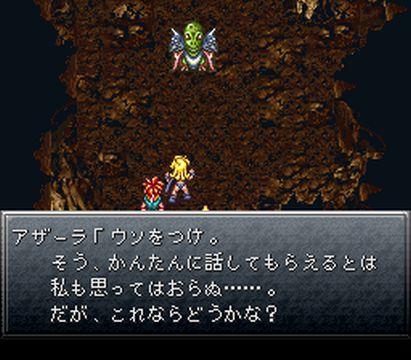 アザーラ「ウソをつけ。
そう、かんたんに話してもらえるとは
私も思ってはおらぬ……。
だが、これならどうかな?